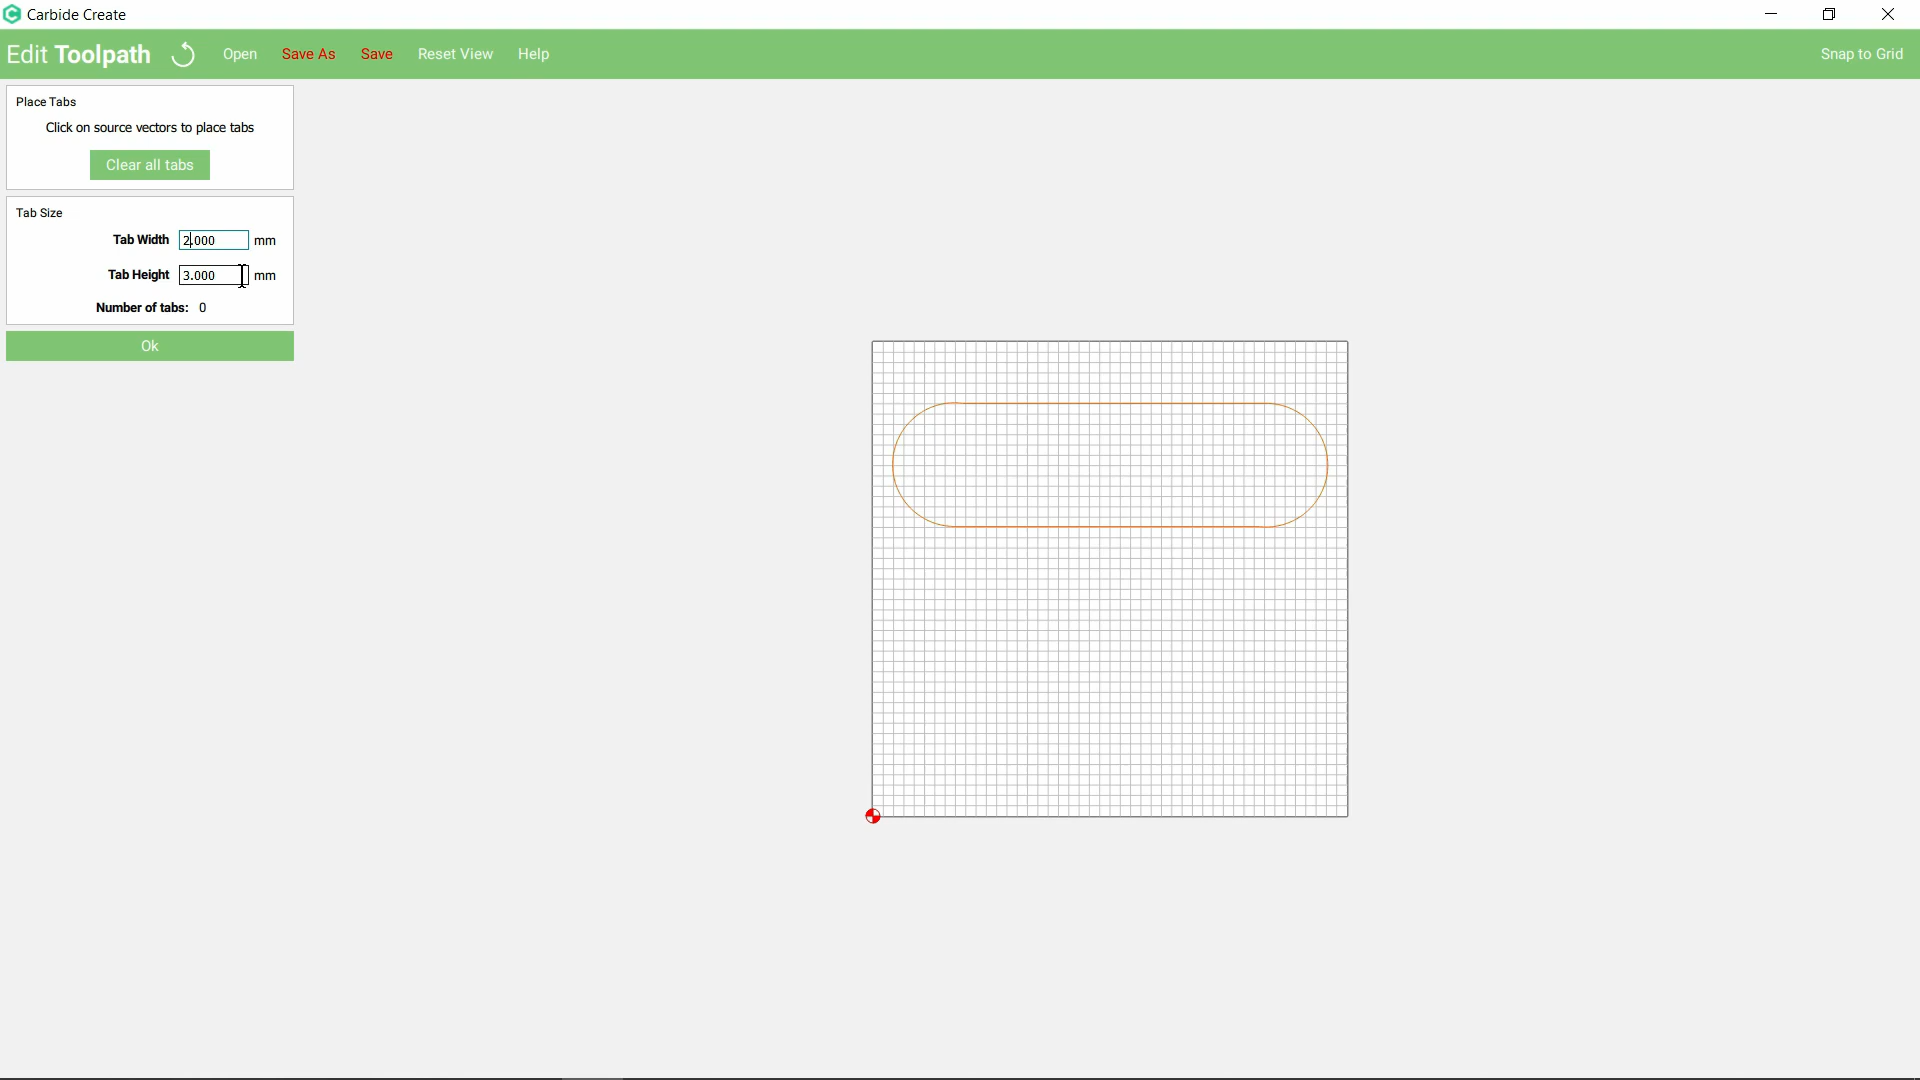 Carbide Create
Edit Toolpath Open Save As Save Reset View Help Snap to Grid
Place Tabs
Click on source vectors to place tabs
Clear all tabs
Tab Size
Tab Width 2.000 mm
Tab Height 3.000 mm
Number of tabs: 0
Ok